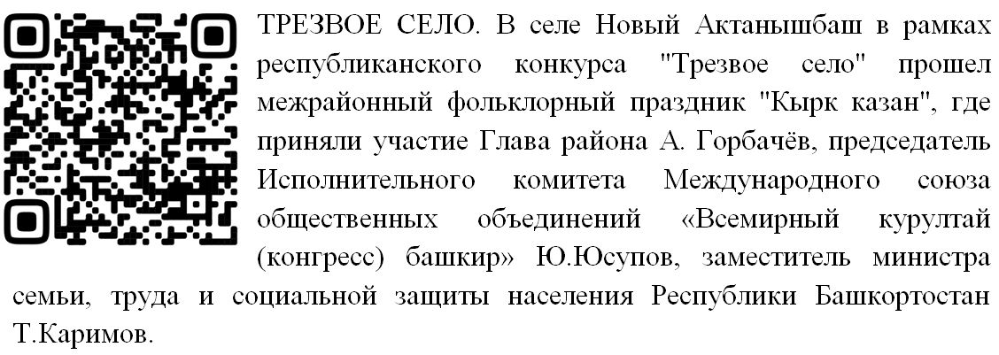 ТРЕЗВОЕ СЕЛО. В селе Новый Актанышбаш в рамках
республиканского конкурса "Трезвое село" прошел
межрайонный фольклорный праздник "Кырк казан", где
приняли участие Глава района А. Горбачёв, председатель
Исполнительного комитета Международного союза
общественных объединений «Всемирный курултай
(конгресс) башкир» Ю.Юсупов, заместитель министра
семьи, труда и социальной защиты населения Республики Башкортостан
Т.Каримов.